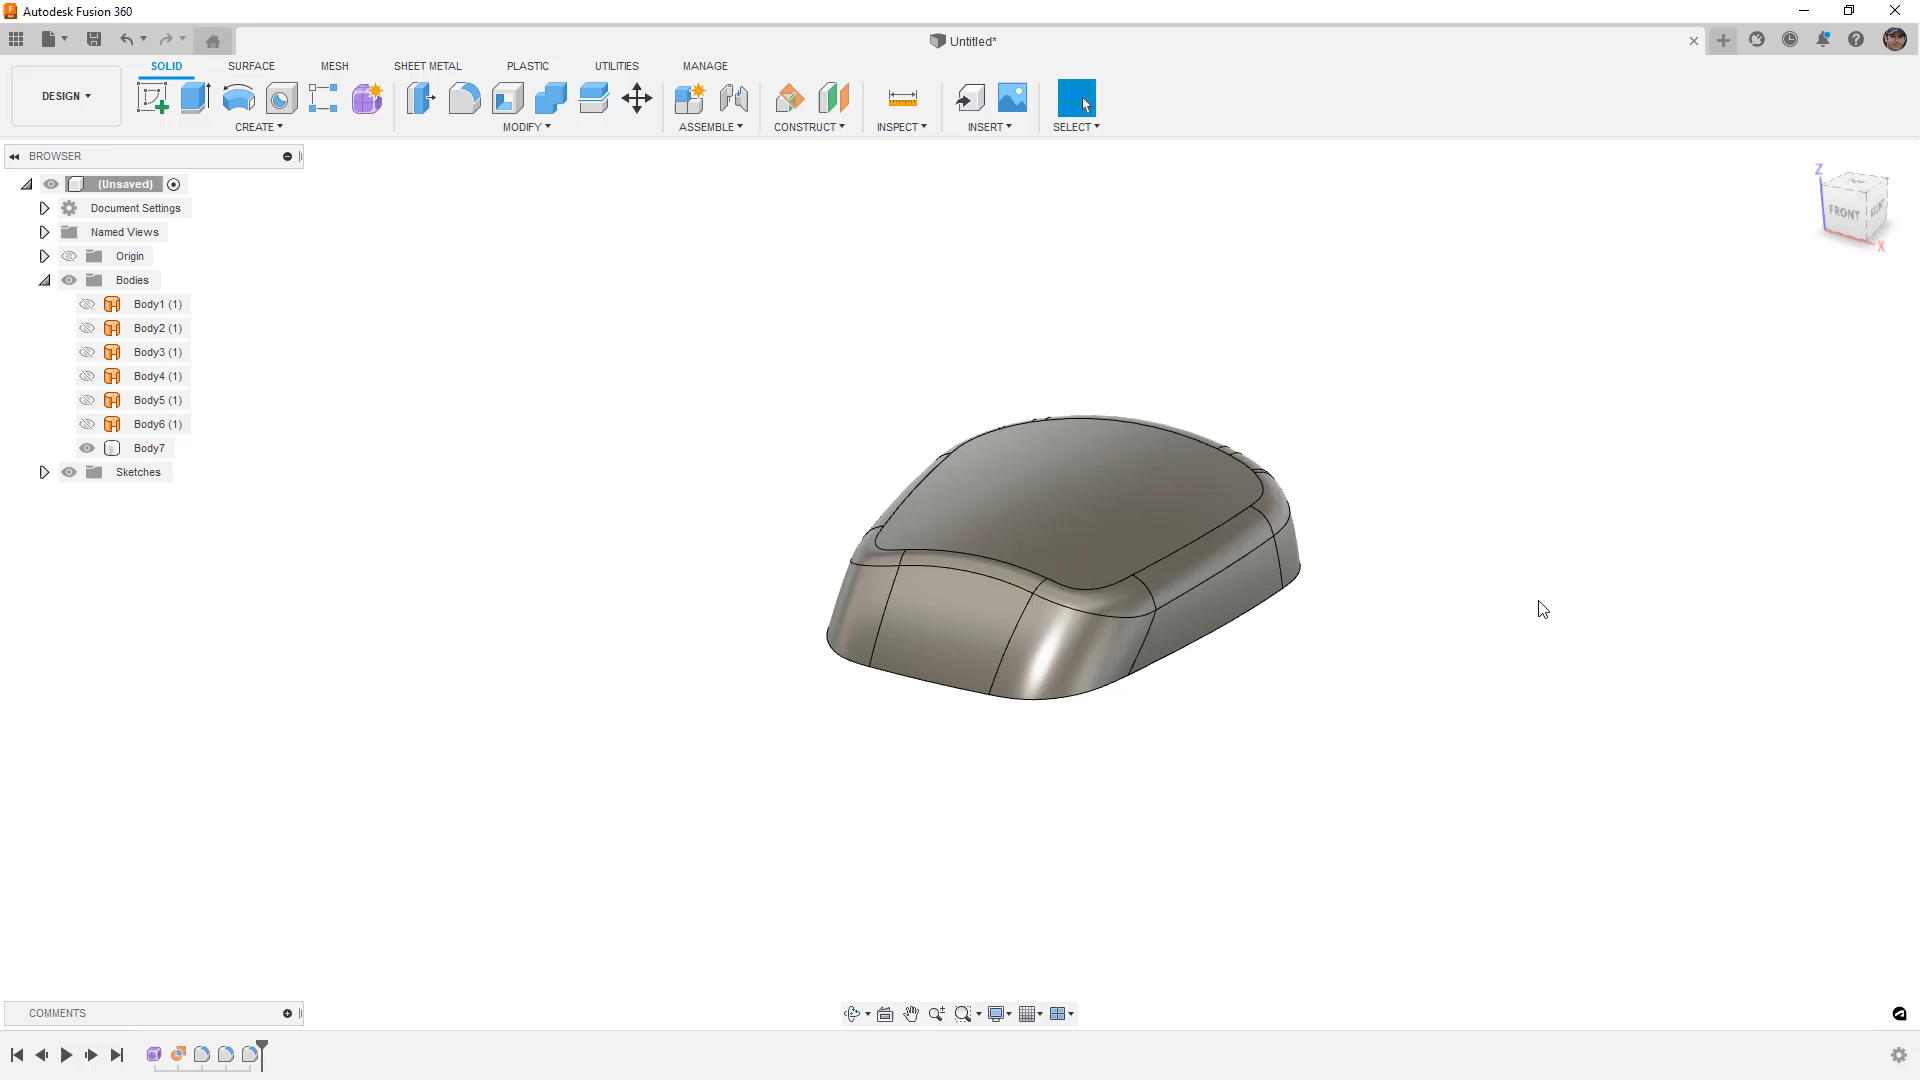 Autodesk Fusion 360
Untitled*
DESIGN
SOLID
SURFACE
MESH
SHEET METAL
PLASTIC
UTILITIES
MANAGE
CREATE
MODIFY
ASSEMBLE
CONSTRUCT
INSPECT
INSERT
SELECT
BROWSER
(Unsaved)
Document Settings
Named Views
Origin
Bodies
Body1 (1)
Body2 (1)
Body3 (1)
Body4 (1)
Body5 (1)
Body6 (1)
Body7
Sketches
Z
TOP
FRONT
RIGHT
X
COMMENTS